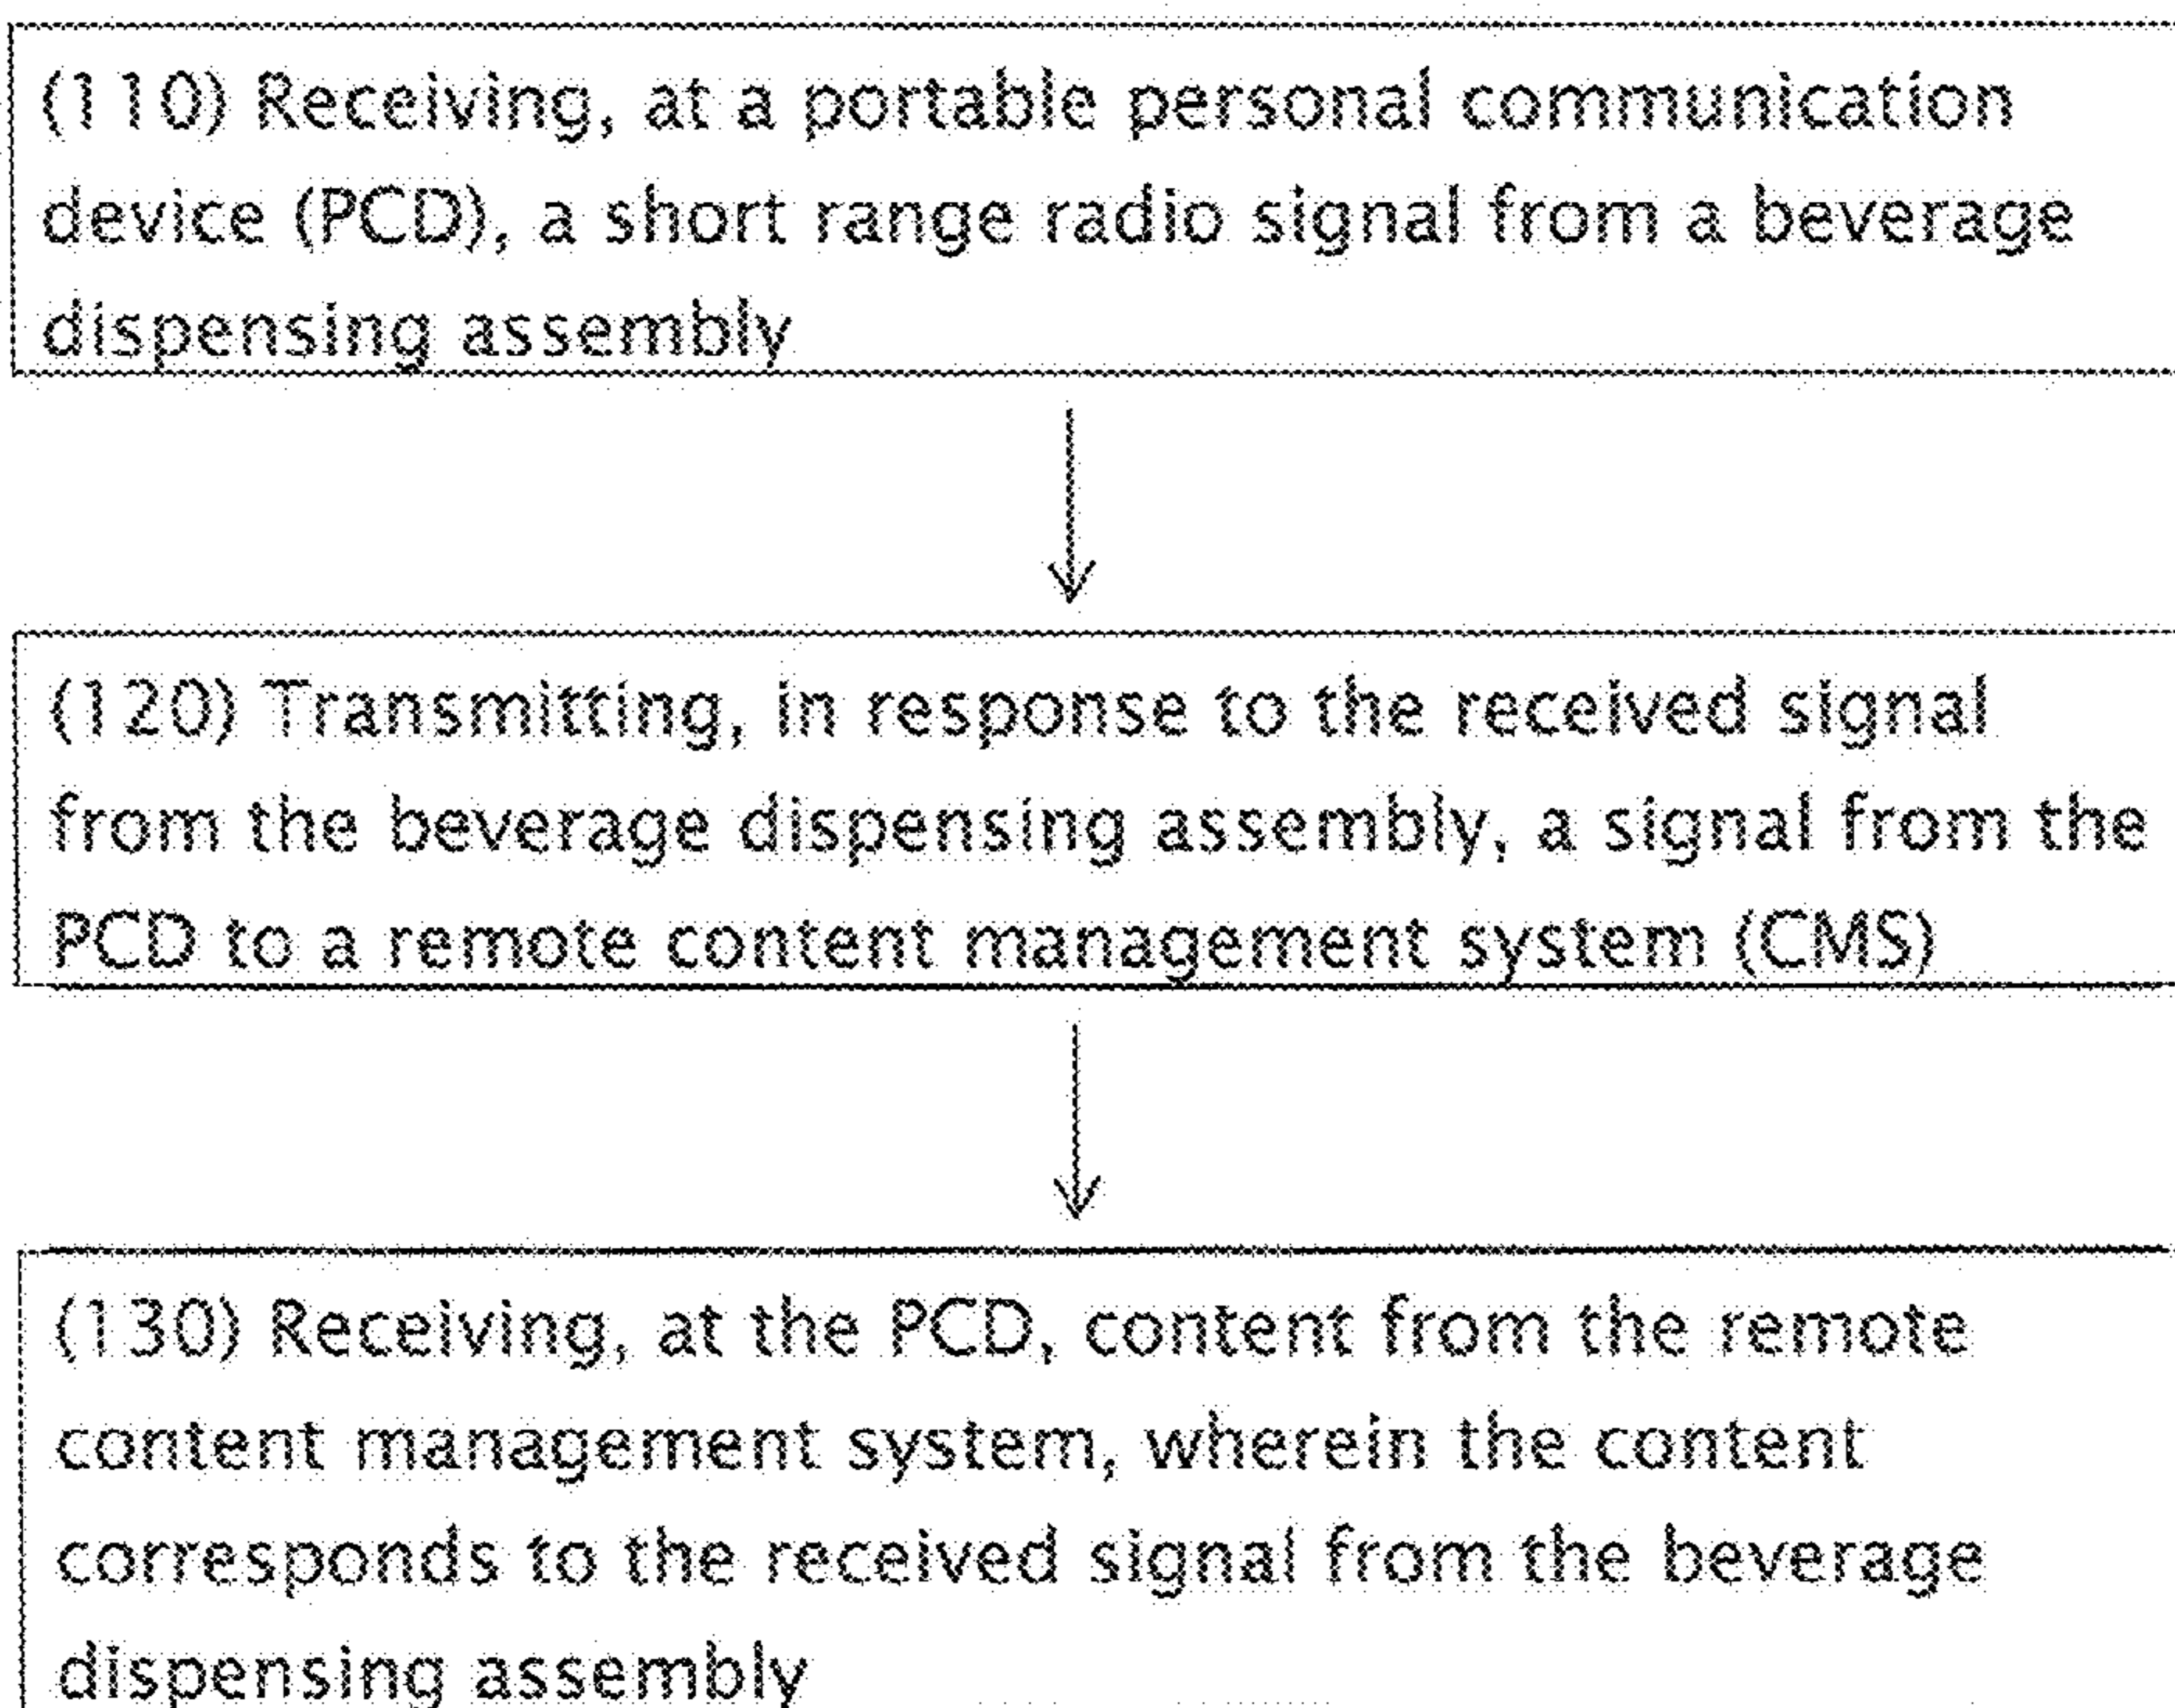 (110) Receiving, at a portable personal communication
device (PCD), a short range radio signal from a beverage
dispensing assembly
(120) Transmitting, in response to the received signal
from the beverage dispensing assembly, a signal from the
PCD to a remote content management system (CMS)
(130) Receiving, at the PCD, content from the remote
content management system, wherein the content
corresponds to the received signal from the beverage
dispensing assembly